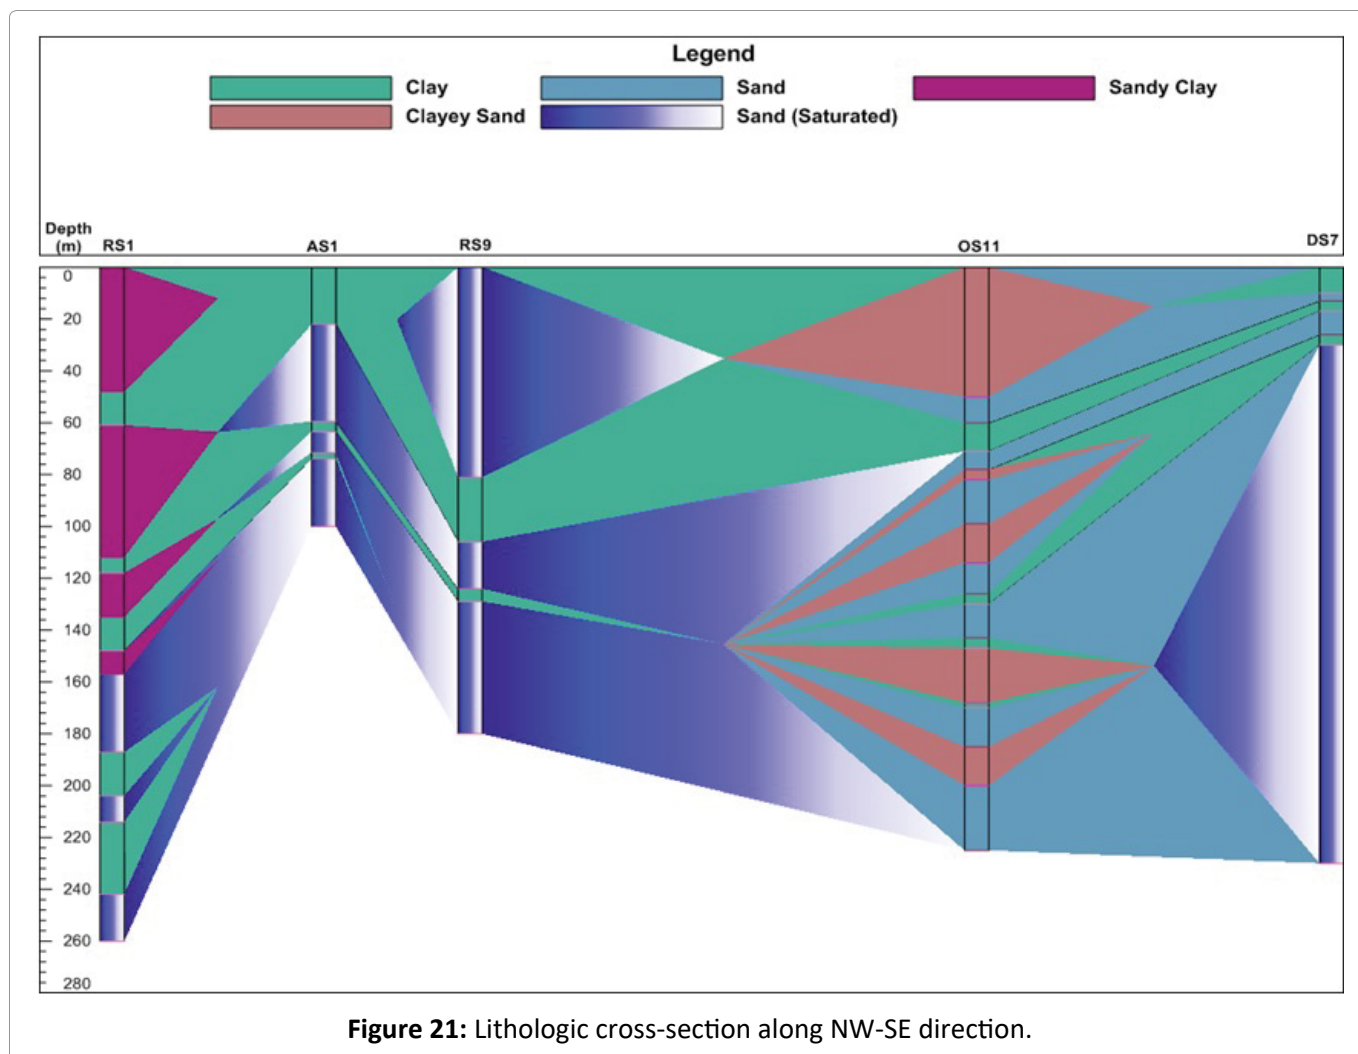 Legend
Clay Sand Sandy Clay
Clayey Sand Sand (Saturated)
Depth
(m) RS1 AS1 RS9 OS11 DS7
0
20
40
60
80
100
120
140
160
180
200
220
240
260
280
Figure 21: Lithologic cross-section along NW-SE direction.